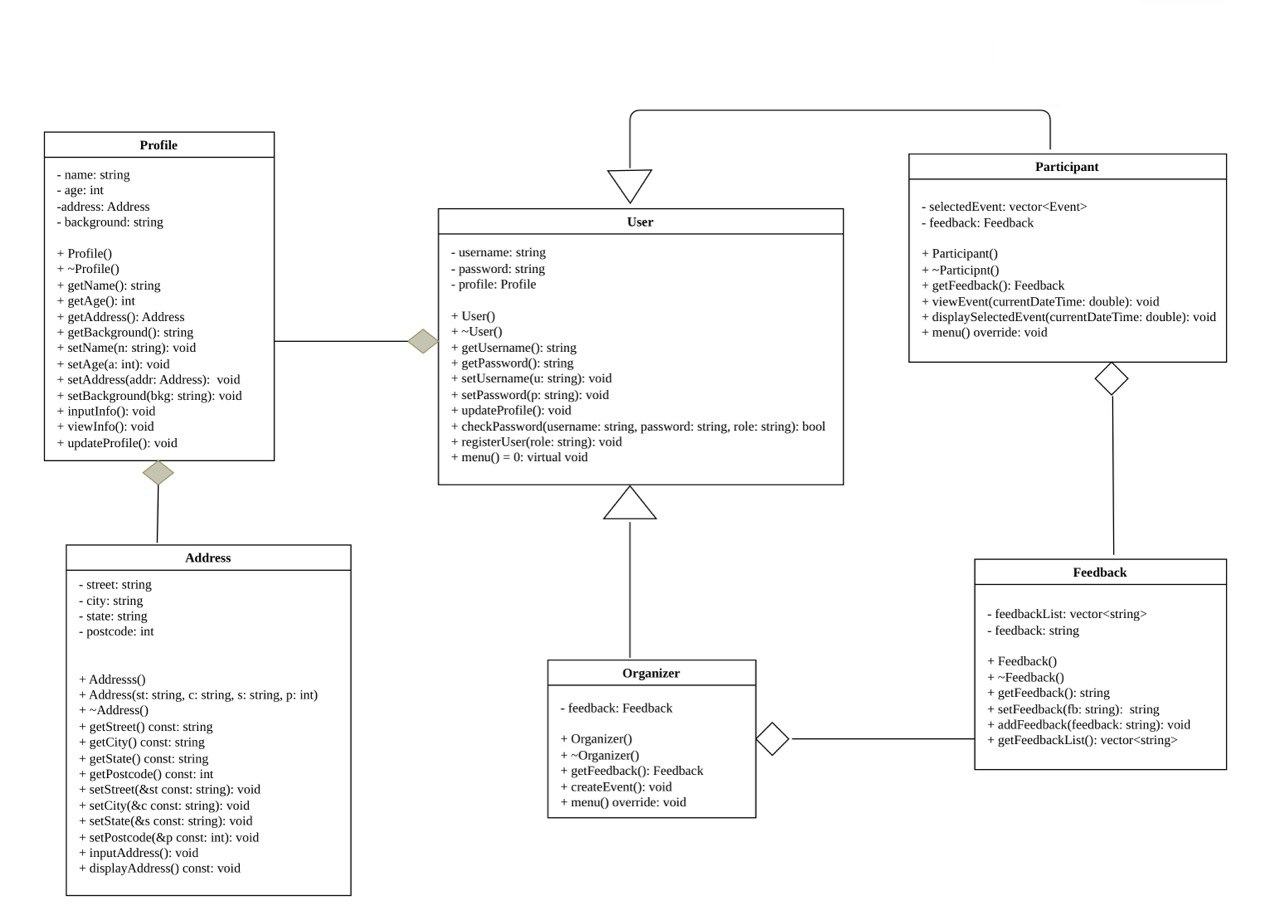 Profile
- name: string
- age: int
-address: Address
- background: string
+ Profile()
+ ~Profile()
+ getName(): string
+ getAge(): int
+ getAddress(): Address
+ getBackground(): string
+ setName(n: string): void
+ setAge(a: int): void
+ setAddress(addr: Address):  void
+ setBackground(bkg: string): void
+ inputInfo(): void
+ viewInfo(): void
+ updateProfile(): void
User
- username: string
- password: string
- profile: Profile
+ User()
+ ~User()
+ getUsername(): string
+ getPassword(): string
+ setUsername(u: string): void
+ setPassword(p: string): void
+ updateProfile(): void
+ checkPassword(username: string, password: string, role: string): bool
+ registerUser(role: string): void
+ menu() = 0: virtual void
Participant
- selectedEvent: vector<Event>
- feedback: Feedback
+ Participant()
+ ~Participnt()
+ getFeedback(): Feedback
+ viewEvent(currentDateTime: double): void
+ displaySelectedEvent(currentDateTime: double): void
+ menu() override: void
Address
- street: string
- city: string
- state: string
- postcode: int
+ Addresss()
+ Address(st: string, c: string, s: string, p: int)
+ ~Address()
+ getStreet() const: string
+ getCity() const: string
+ getState() const: string
+ getPostcode() const: int
+ setStreet(&st const: string): void
+ setCity(&c const: string): void
+ setState(&s const: string): void
+ setPostcode(&p const: int): void
+ inputAddress(): void
+ displayAddress() const: void
Organizer
- feedback: Feedback
+ Organizer()
+ ~Organizer()
+ getFeedback(): Feedback
+ createEvent(): void
+ menu() override: void
Feedback
- feedbackList: vector<string>
- feedback: string
+ Feedback()
+ ~Feedback()
+ getFeedback(): string
+ setFeedback(fb: string):  string
+ addFeedback(feedback: string): void
+ getFeedbackList(): vector<string>